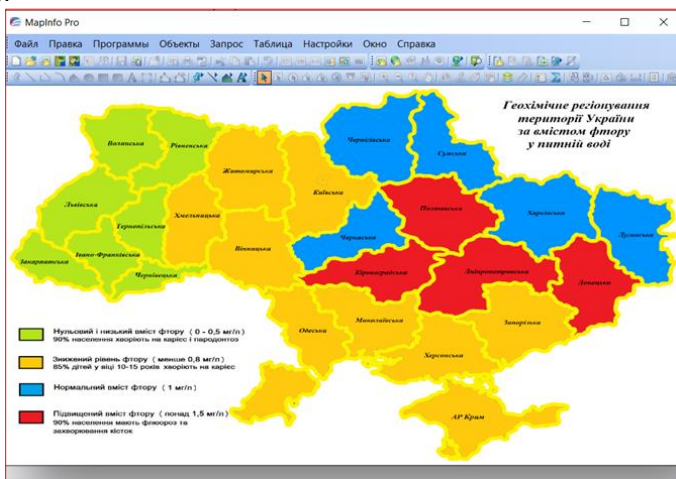 MapInfo Pro
Файл Правка Программы Объекты Запрос Таблица Настройки Окно Справка
Геохімічне регіонування
території України
за вмістом фтору
у питній воді
Волинська
Рівненська
Житомирська
Київська
Чернігівська
Сумська
Львівська
Тернопільська
Хмельницька
Вінницька
Черкаська
Полтавська
Харківська
Луганська
Закарпатська
Івано-Франківська
Чернівецька
Кіровоградська
Дніпропетровська
Донецька
Одеська
Миколаївська
Запорізька
Херсонська
АР Крим
Нульовий і низький вміст фтору ( 0 - 0,5 мг/л )
90% населення хворіють на карієс і пародонтоз
Знижений рівень фтору ( менше 0,8 мг/л )
85% дітей у віці 10-15 років хворіють на карієс
Нормальний вміст фтору ( 1 мг/л )
Підвищений вміст фтору ( понад 1,5 мг/л )
90% населення мають флюороз та
захворювання кісток